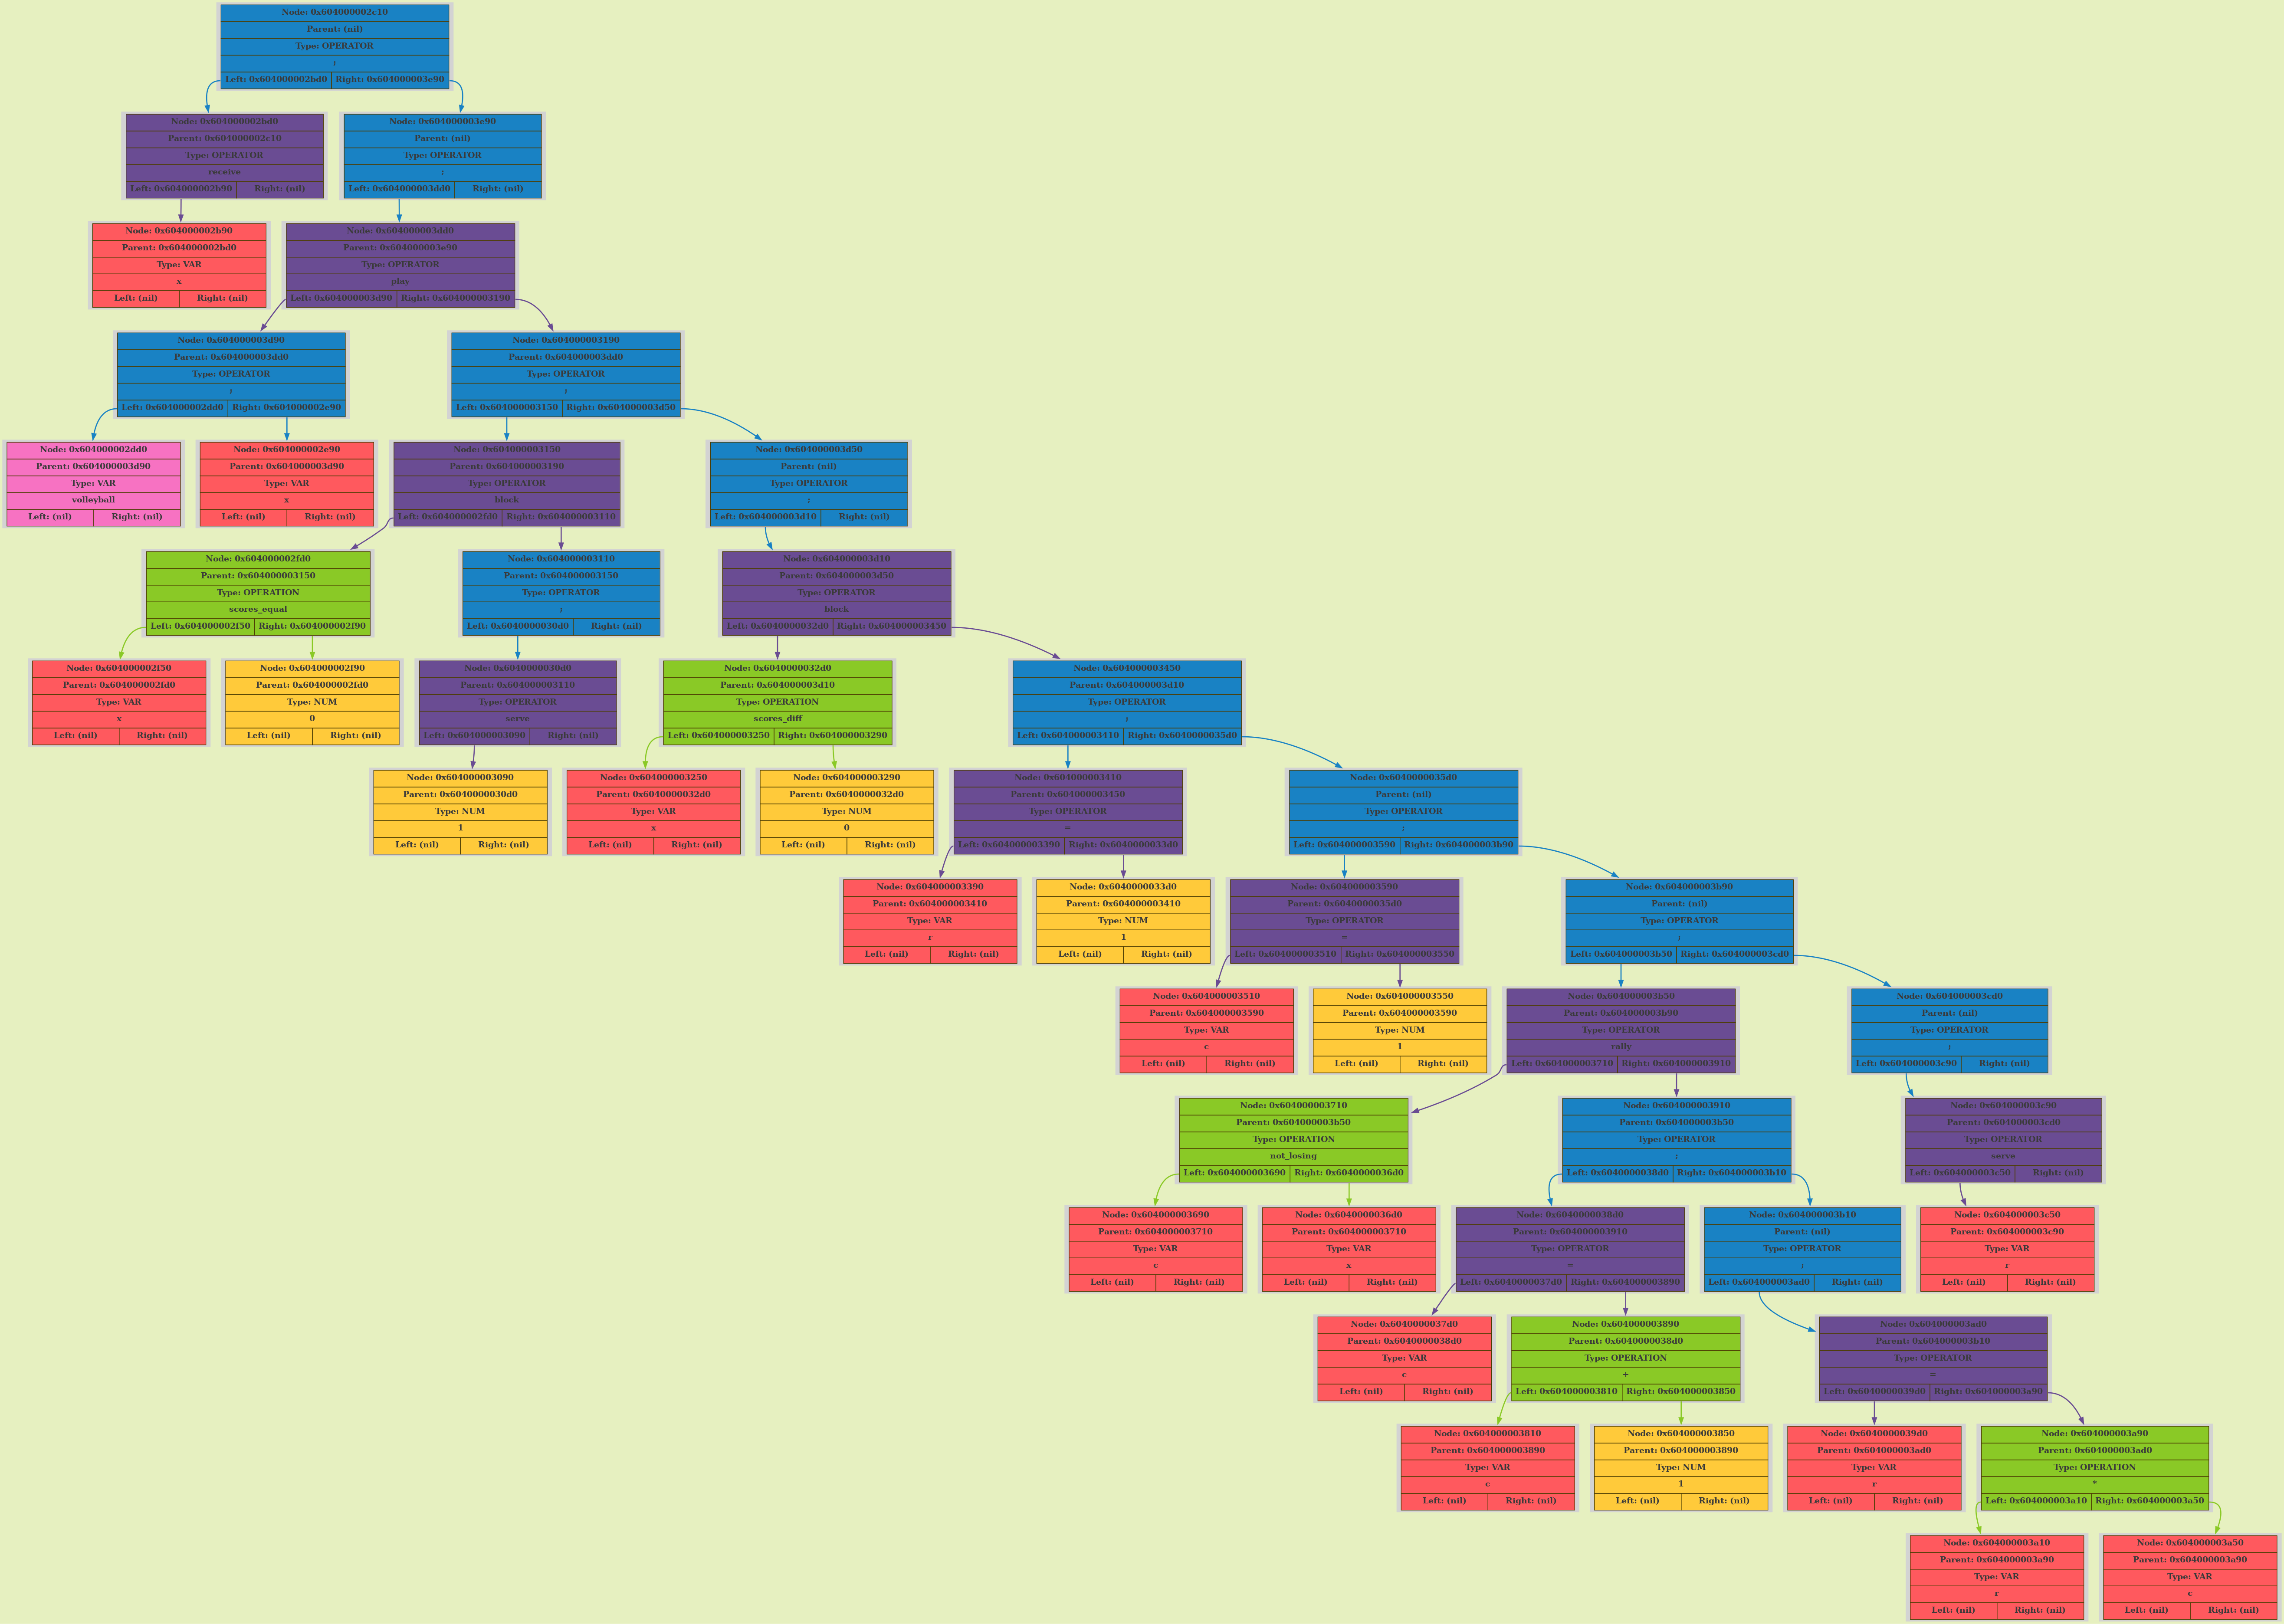 Node: 0x604000002c10
Parent: (nil)
Type: OPERATOR
;
Left: 0x604000002bd0 Right: 0x604000003e90
Node: 0x604000002bd0
Parent: 0x604000002c10
Type: OPERATOR
receive
Left: 0x604000002b90 Right: (nil)
Node: 0x604000003e90
Parent: (nil)
Type: OPERATOR
;
Left: 0x604000003dd0 Right: (nil)
Node: 0x604000002b90
Parent: 0x604000002bd0
Type: VAR
x
Left: (nil) Right: (nil)
Node: 0x604000003dd0
Parent: 0x604000003e90
Type: OPERATOR
play
Left: 0x604000003d90 Right: 0x604000003190
Node: 0x604000003d90
Parent: 0x604000003dd0
Type: OPERATOR
;
Left: 0x604000002dd0 Right: 0x604000002e90
Node: 0x604000003190
Parent: 0x604000003dd0
Type: OPERATOR
;
Left: 0x604000003150 Right: 0x604000003d50
Node: 0x604000002dd0
Parent: 0x604000003d90
Type: VAR
volleyball
Left: (nil) Right: (nil)
Node: 0x604000002e90
Parent: 0x604000003d90
Type: VAR
x
Left: (nil) Right: (nil)
Node: 0x604000003150
Parent: 0x604000003190
Type: OPERATOR
block
Left: 0x604000002fd0 Right: 0x604000003110
Node: 0x604000003d50
Parent: (nil)
Type: OPERATOR
;
Left: 0x604000003d10 Right: (nil)
Node: 0x604000002fd0
Parent: 0x604000003150
Type: OPERATION
scores_equal
Left: 0x604000002f50 Right: 0x604000002f90
Node: 0x604000003110
Parent: 0x604000003150
Type: OPERATOR
;
Left: 0x6040000030d0 Right: (nil)
Node: 0x604000003d10
Parent: 0x604000003d50
Type: OPERATOR
block
Left: 0x6040000032d0 Right: 0x604000003450
Node: 0x604000002f50
Parent: 0x604000002fd0
Type: VAR
x
Left: (nil) Right: (nil)
Node: 0x604000002f90
Parent: 0x604000002fd0
Type: NUM
0
Left: (nil) Right: (nil)
Node: 0x6040000030d0
Parent: 0x604000003110
Type: OPERATOR
serve
Left: 0x604000003090 Right: (nil)
Node: 0x6040000032d0
Parent: 0x604000003d10
Type: OPERATION
scores_diff
Left: 0x604000003250 Right: 0x604000003290
Node: 0x604000003450
Parent: 0x604000003d10
Type: OPERATOR
;
Left: 0x604000003410 Right: 0x6040000035d0
Node: 0x604000003090
Parent: 0x6040000030d0
Type: NUM
1
Left: (nil) Right: (nil)
Node: 0x604000003250
Parent: 0x6040000032d0
Type: VAR
x
Left: (nil) Right: (nil)
Node: 0x604000003290
Parent: 0x6040000032d0
Type: NUM
0
Left: (nil) Right: (nil)
Node: 0x604000003410
Parent: 0x604000003450
Type: OPERATOR
=
Left: 0x604000003390 Right: 0x6040000033d0
Node: 0x6040000035d0
Parent: (nil)
Type: OPERATOR
;
Left: 0x604000003590 Right: 0x604000003b90
Node: 0x604000003390
Parent: 0x604000003410
Type: VAR
r
Left: (nil) Right: (nil)
Node: 0x6040000033d0
Parent: 0x604000003410
Type: NUM
1
Left: (nil) Right: (nil)
Node: 0x604000003590
Parent: 0x6040000035d0
Type: OPERATOR
=
Left: 0x604000003510 Right: 0x604000003550
Node: 0x604000003b90
Parent: (nil)
Type: OPERATOR
;
Left: 0x604000003b50 Right: 0x604000003cd0
Node: 0x604000003510
Parent: 0x604000003590
Type: VAR
c
Left: (nil) Right: (nil)
Node: 0x604000003550
Parent: 0x604000003590
Type: NUM
1
Left: (nil) Right: (nil)
Node: 0x604000003b50
Parent: 0x604000003b90
Type: OPERATOR
rally
Left: 0x604000003710 Right: 0x604000003910
Node: 0x604000003cd0
Parent: (nil)
Type: OPERATOR
;
Left: 0x604000003c90 Right: (nil)
Node: 0x604000003710
Parent: 0x604000003b50
Type: OPERATION
not_losing
Left: 0x604000003690 Right: 0x6040000036d0
Node: 0x604000003910
Parent: 0x604000003b50
Type: OPERATOR
;
Left: 0x6040000038d0 Right: 0x604000003b10
Node: 0x604000003c90
Parent: 0x604000003cd0
Type: OPERATOR
serve
Left: 0x604000003c50 Right: (nil)
Node: 0x604000003690
Parent: 0x604000003710
Type: VAR
c
Left: (nil) Right: (nil)
Node: 0x6040000036d0
Parent: 0x604000003710
Type: VAR
x
Left: (nil) Right: (nil)
Node: 0x6040000038d0
Parent: 0x604000003910
Type: OPERATOR
=
Left: 0x6040000037d0 Right: 0x604000003890
Node: 0x604000003b10
Parent: (nil)
Type: OPERATOR
;
Left: 0x604000003ad0 Right: (nil)
Node: 0x604000003c50
Parent: 0x604000003c90
Type: VAR
r
Left: (nil) Right: (nil)
Node: 0x6040000037d0
Parent: 0x6040000038d0
Type: VAR
c
Left: (nil) Right: (nil)
Node: 0x604000003890
Parent: 0x6040000038d0
Type: OPERATION
+
Left: 0x604000003810 Right: 0x604000003850
Node: 0x604000003ad0
Parent: 0x604000003b10
Type: OPERATOR
=
Left: 0x6040000039d0 Right: 0x604000003a90
Node: 0x604000003810
Parent: 0x604000003890
Type: VAR
c
Left: (nil) Right: (nil)
Node: 0x604000003850
Parent: 0x604000003890
Type: NUM
1
Left: (nil) Right: (nil)
Node: 0x6040000039d0
Parent: 0x604000003ad0
Type: VAR
r
Left: (nil) Right: (nil)
Node: 0x604000003a90
Parent: 0x604000003ad0
Type: OPERATION
*
Left: 0x604000003a10 Right: 0x604000003a50
Node: 0x604000003a10
Parent: 0x604000003a90
Type: VAR
r
Left: (nil) Right: (nil)
Node: 0x604000003a50
Parent: 0x604000003a90
Type: VAR
c
Left: (nil) Right: (nil)